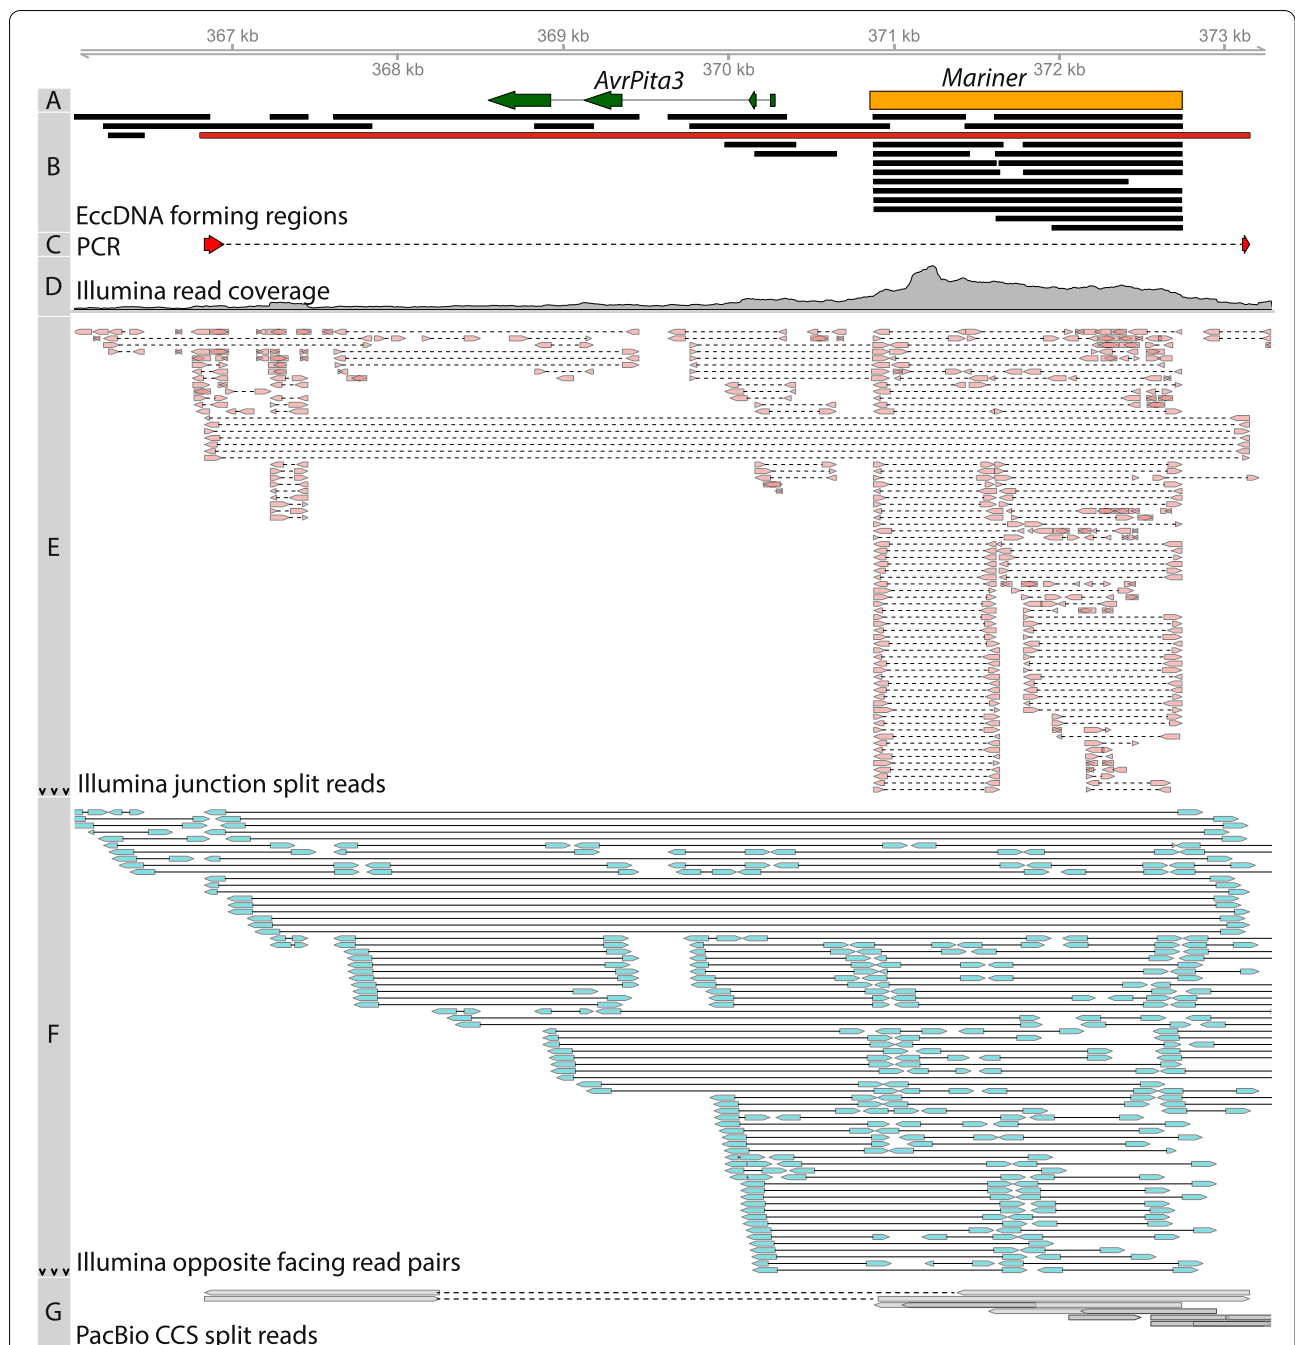 367 kb 369 kb 371 kb 373 kb
368 kb 370 kb 372 kb
AvrPita3 Mariner
A
B
EccDNA forming regions
C PCR
D
Illumina read coverage
E
Illumina junction split reads
F
Illumina opposite facing read pairs
G
PacBio CCS split reads